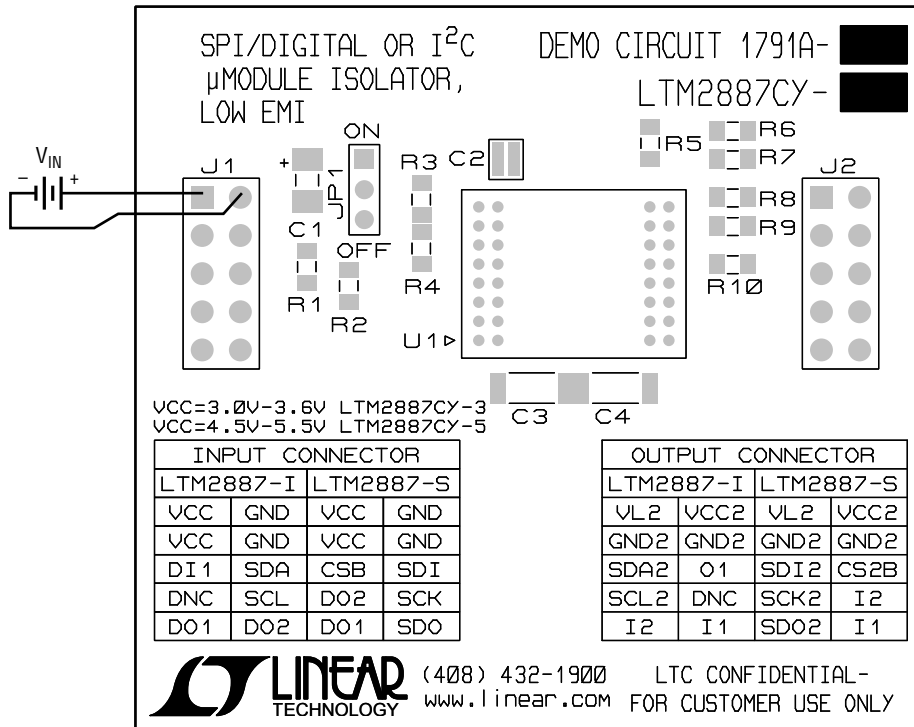 SPI/DIGITAL OR I²C
µMODULE ISOLATOR,
LOW EMI
DEMO CIRCUIT 1791A-
LTM2887CY-
VIN
- +
J1
+
C1
ON
JP1
OFF
R1
R2
R3
R4
C2
U1
R5
R6
R7
R8
R9
R10
J2
C3
C4
VCC=3.0V-3.6V LTM2887CY-3
VCC=4.5V-5.5V LTM2887CY-5
INPUT CONNECTOR
LTM2887-I LTM2887-S
VCC GND VCC GND
VCC GND VCC GND
DI1 SDA CSB SDI
DNC SCL DO2 SCK
DO1 DO2 DO1 SDO
OUTPUT CONNECTOR
LTM2887-I LTM2887-S
VL2 VCC2 VL2 VCC2
GND2 GND2 GND2 GND2
SDA2 O1 SDI2 CS2B
SCL2 DNC SCK2 I2
I2 I1 SDO2 I1
LINEAR
TECHNOLOGY
(408) 432-1900
www.linear.com
LTC CONFIDENTIAL-
FOR CUSTOMER USE ONLY